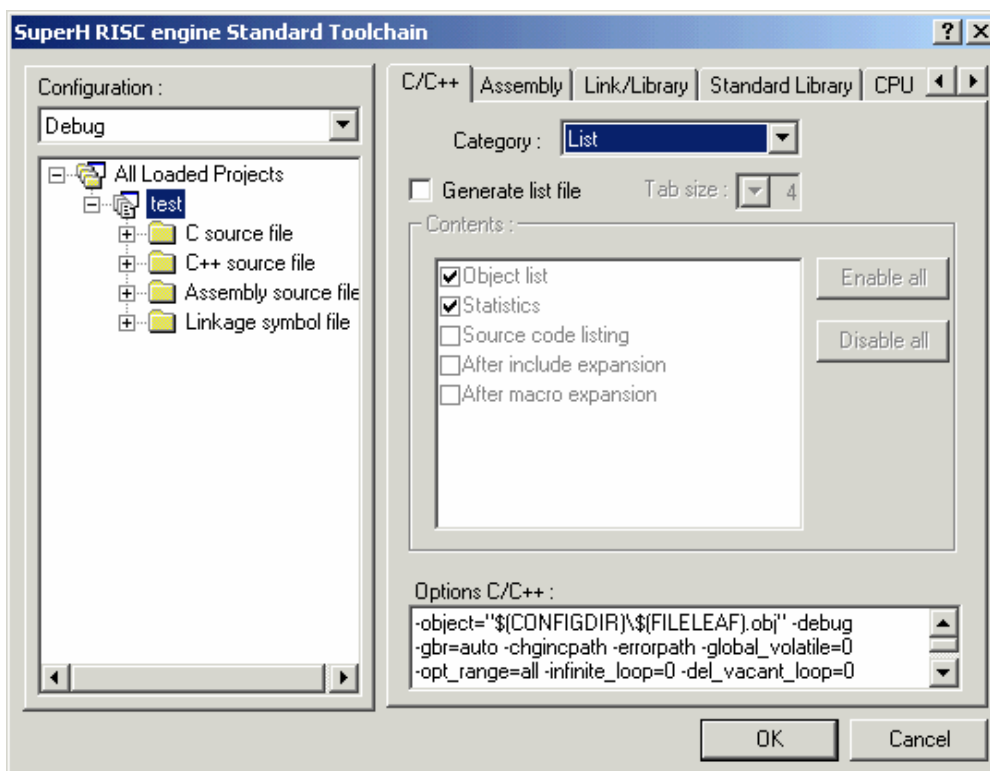 SuperH RISC engine Standard Toolchain
Configuration :
Debug
All Loaded Projects
test
C source file
C++ source file
Assembly source file
Linkage symbol file
C/C++ Assembly Link/Library Standard Library CPU
Category : List
Generate list file Tab size : 4
Contents :
Object list
Statistics
Source code listing
After include expansion
After macro expansion
Enable all
Disable all
Options C/C++ :
-object="$(CONFIGDIR)\$(FILELEAF).obj" -debug
-gbr=auto -chgincpath -errorpath -global_volatile=0
-opt_range=all -infinite_loop=0 -del_vacant_loop=0
OK Cancel